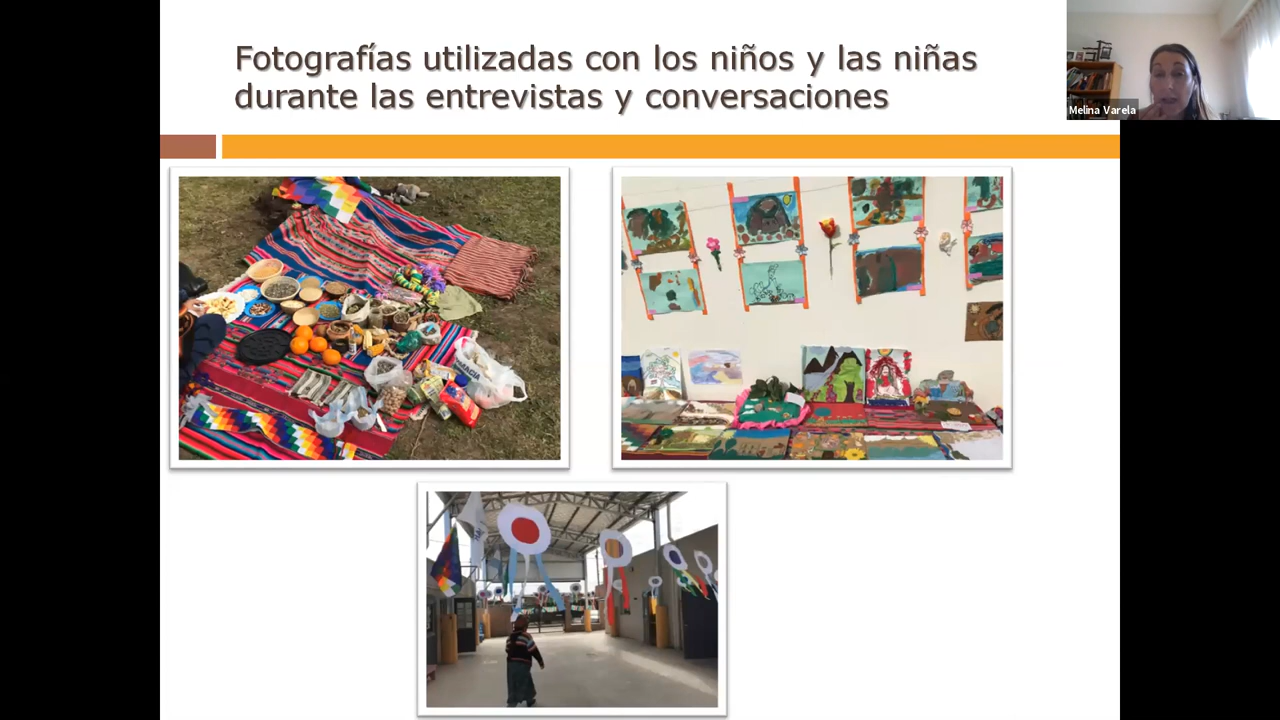 Fotografías utilizadas con los niños y las niñas
durante las entrevistas y conversaciones
Melina Varela